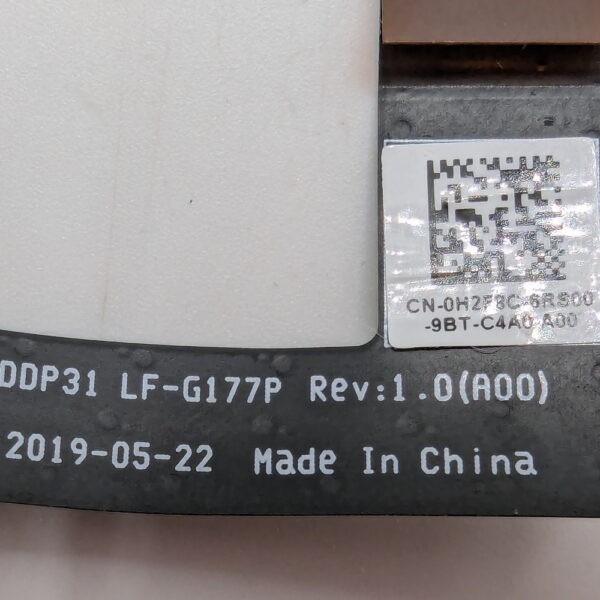 CN-0H2F8C-6RS00
-9BT-C4A0-A00
DDP31 LF-G177P Rev:1.0(A00)
2019-05-22 Made In China